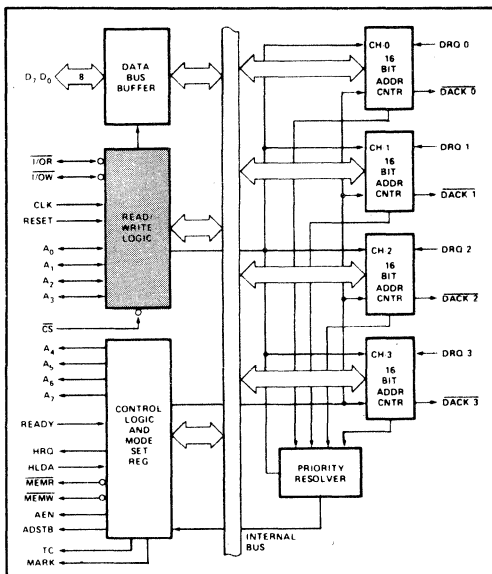 D7 D0
8
DATA
BUS
BUFFER
I/OR
I/OW
CLK
RESET
A0
A1
A2
A3
READ/
WRITE
LOGIC
CS
A4
A5
A6
A7
READY
HRQ
HLDA
MEMR
MEMW
AEN
ADSTB
TC
MARK
CONTROL
LOGIC
AND
MODE
SET
REG
INTERNAL
BUS
CH 0
16
BIT
ADDR
CNTR
DRQ 0
DACK 0
CH 1
16
BIT
ADDR
CNTR
DRQ 1
DACK 1
CH 2
16
BIT
ADDR
CNTR
DRQ 2
DACK 2
CH 3
16
BIT
ADDR
CNTR
DRQ 3
DACK 3
PRIORITY
RESOLVER